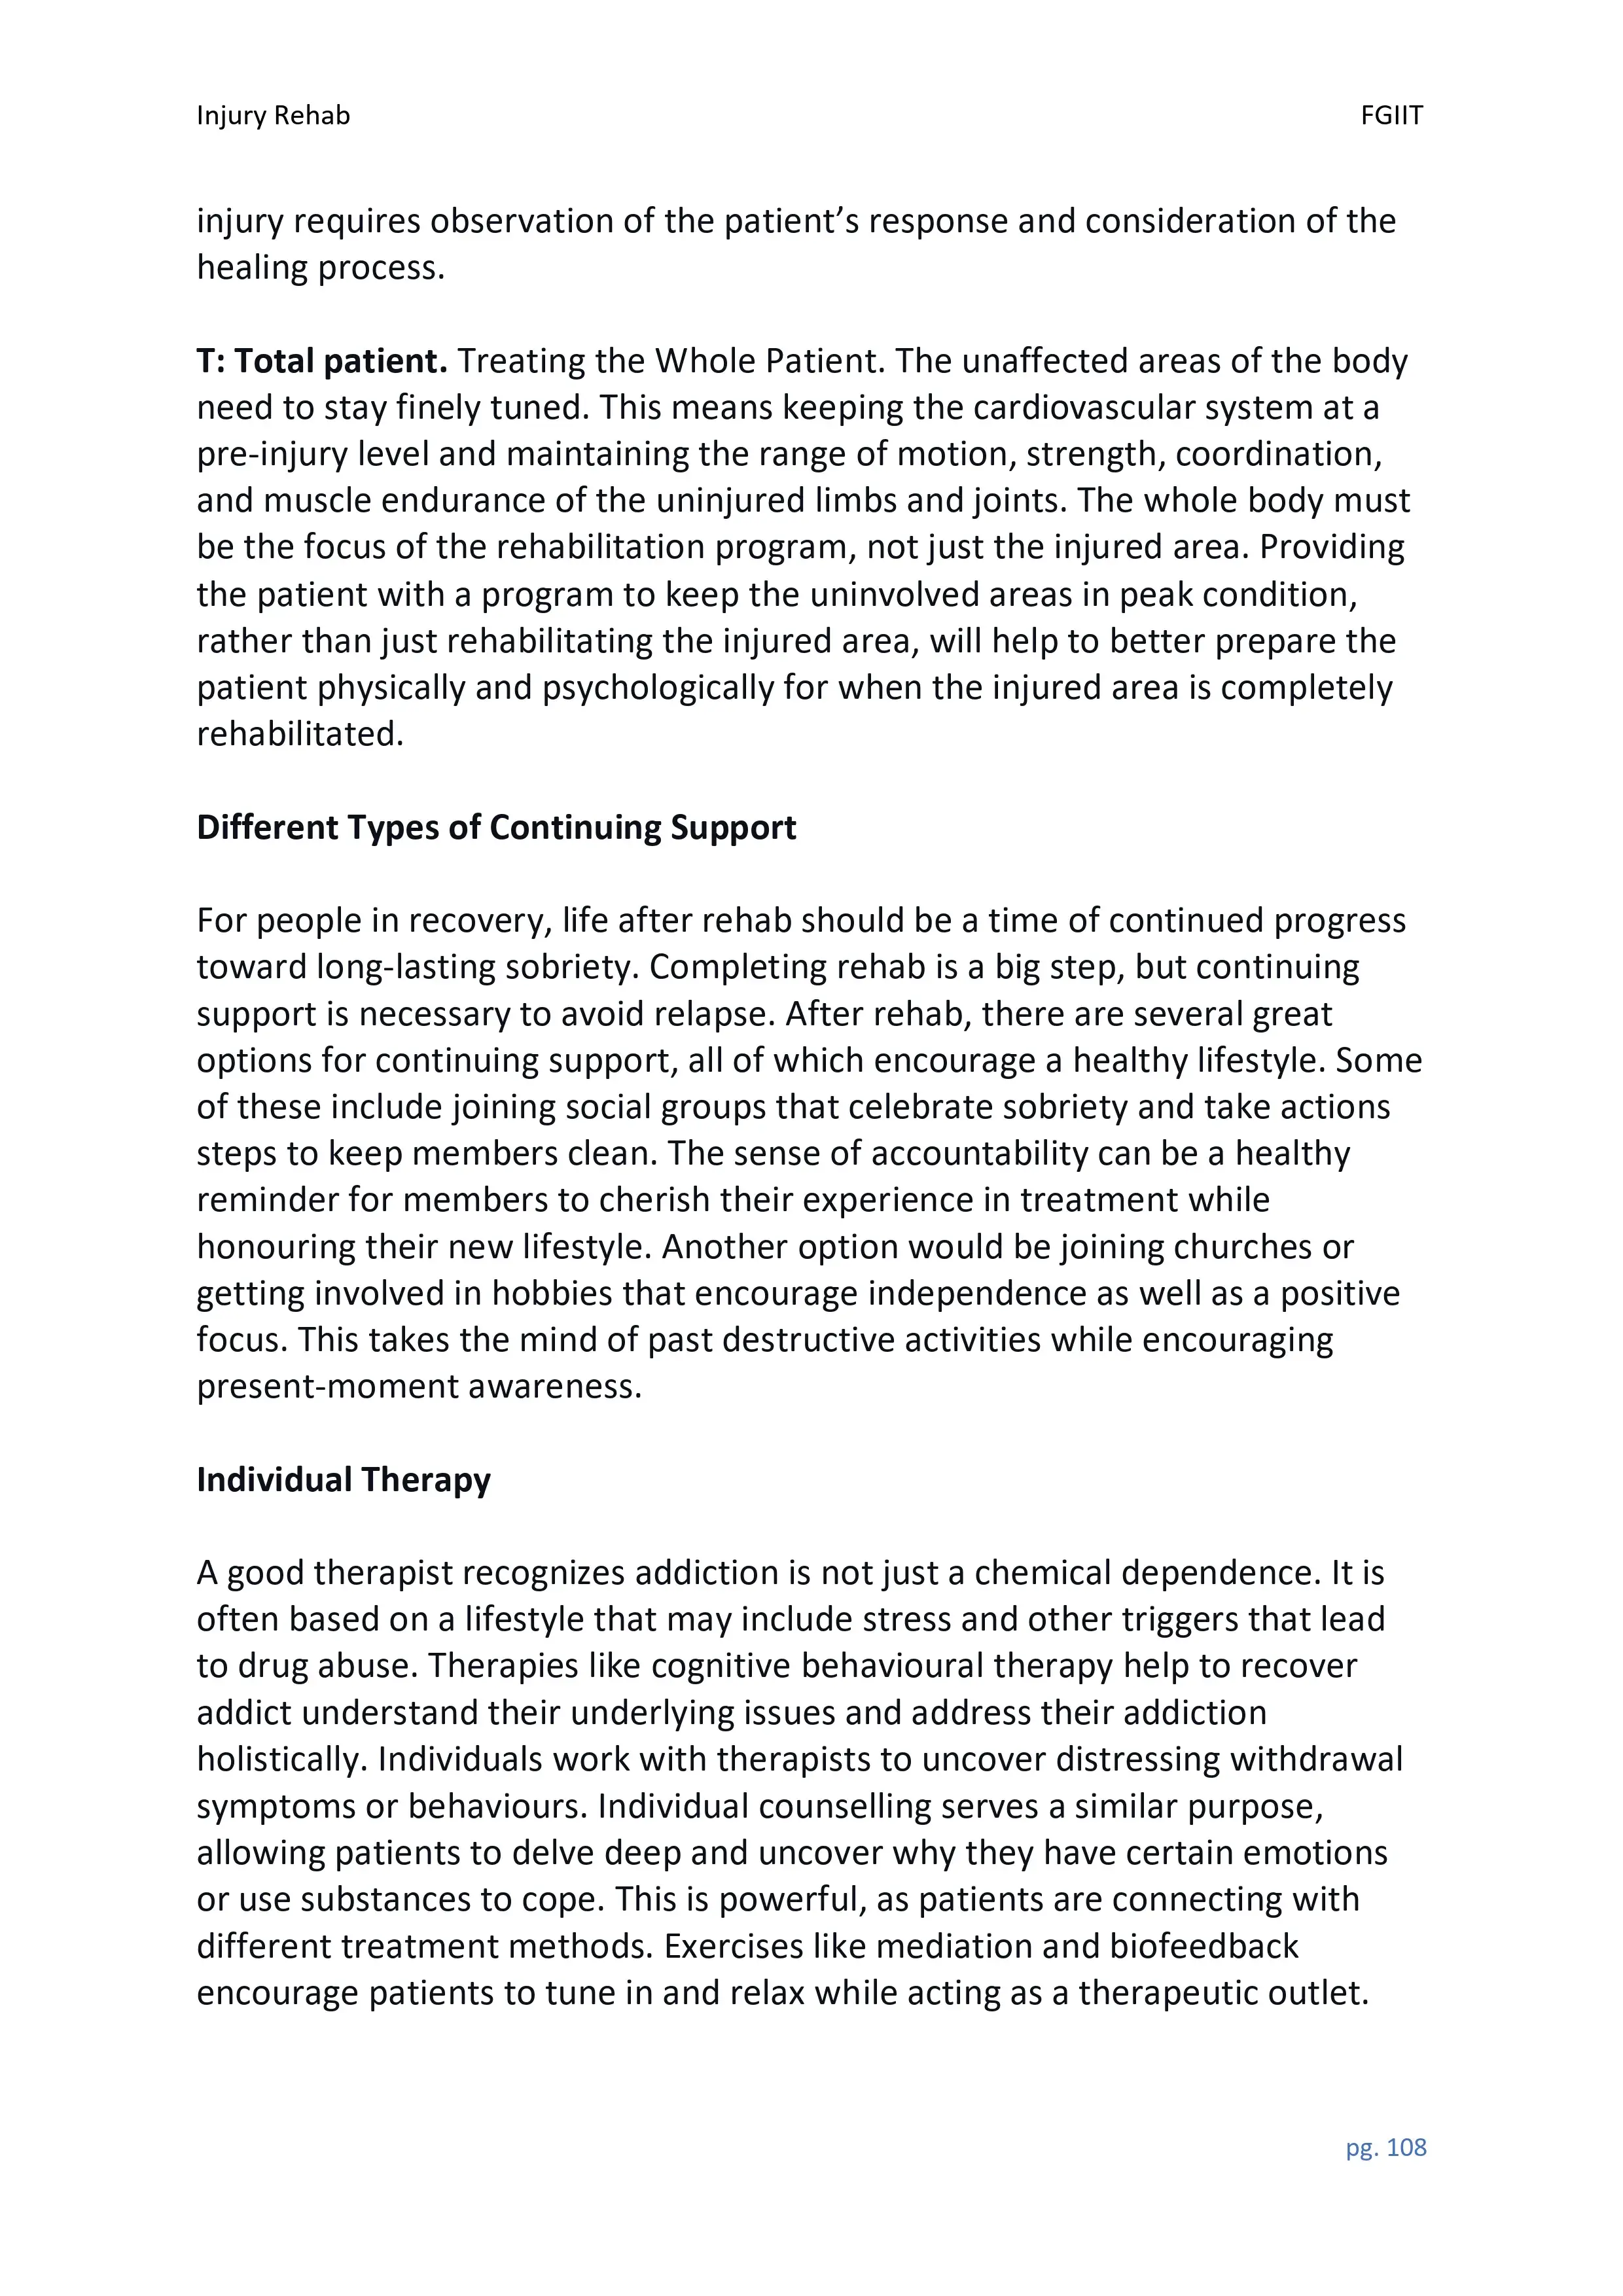 Injury Rehab FGIIT
injury requires observation of the patient’s response and consideration of the
healing process.
T: Total patient. Treating the Whole Patient. The unaffected areas of the body
need to stay finely tuned. This means keeping the cardiovascular system at a
pre-injury level and maintaining the range of motion, strength, coordination,
and muscle endurance of the uninjured limbs and joints. The whole body must
be the focus of the rehabilitation program, not just the injured area. Providing
the patient with a program to keep the uninvolved areas in peak condition,
rather than just rehabilitating the injured area, will help to better prepare the
patient physically and psychologically for when the injured area is completely
rehabilitated.
Different Types of Continuing Support
For people in recovery, life after rehab should be a time of continued progress
toward long-lasting sobriety. Completing rehab is a big step, but continuing
support is necessary to avoid relapse. After rehab, there are several great
options for continuing support, all of which encourage a healthy lifestyle. Some
of these include joining social groups that celebrate sobriety and take actions
steps to keep members clean. The sense of accountability can be a healthy
reminder for members to cherish their experience in treatment while
honouring their new lifestyle. Another option would be joining churches or
getting involved in hobbies that encourage independence as well as a positive
focus. This takes the mind of past destructive activities while encouraging
present-moment awareness.
Individual Therapy
A good therapist recognizes addiction is not just a chemical dependence. It is
often based on a lifestyle that may include stress and other triggers that lead
to drug abuse. Therapies like cognitive behavioural therapy help to recover
addict understand their underlying issues and address their addiction
holistically. Individuals work with therapists to uncover distressing withdrawal
symptoms or behaviours. Individual counselling serves a similar purpose,
allowing patients to delve deep and uncover why they have certain emotions
or use substances to cope. This is powerful, as patients are connecting with
different treatment methods. Exercises like mediation and biofeedback
encourage patients to tune in and relax while acting as a therapeutic outlet.
pg. 108